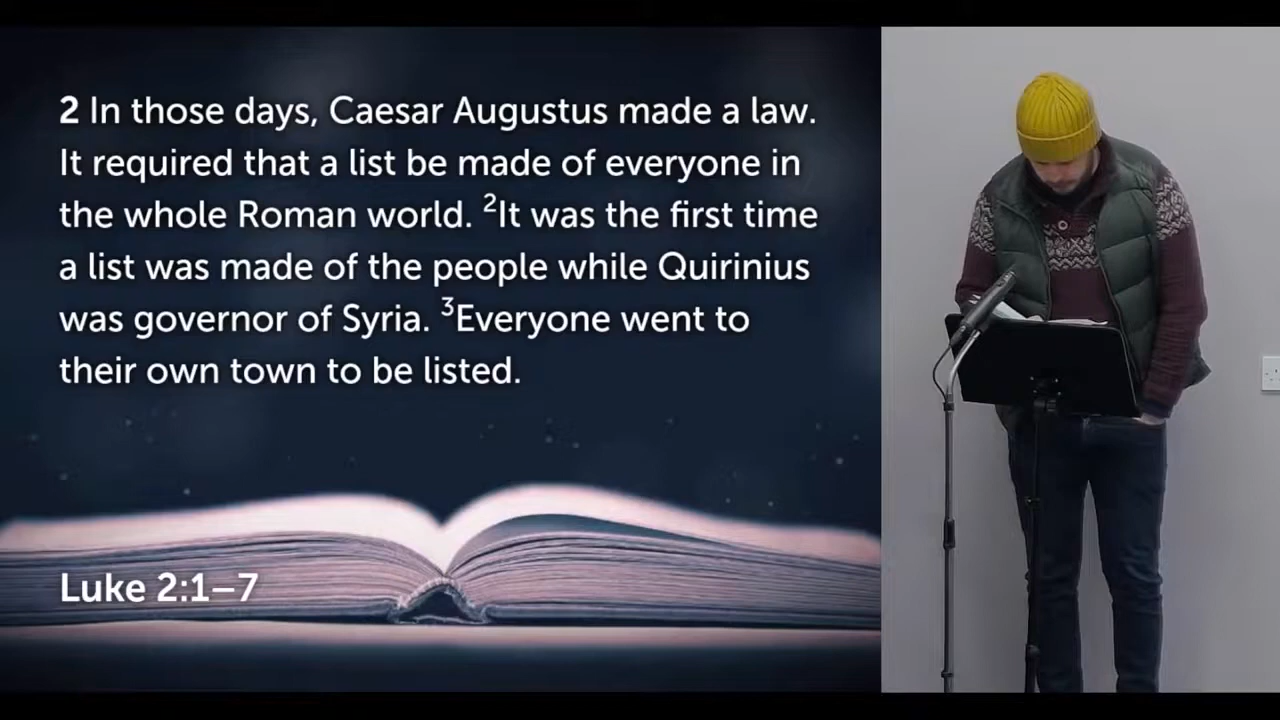 2 In those days, Caesar Augustus made a law.
It required that a list be made of everyone in
the whole Roman world. ²It was the first time
a list was made of the people while Quirinius
was governor of Syria. ³Everyone went to
their own town to be listed.
Luke 2:1–7